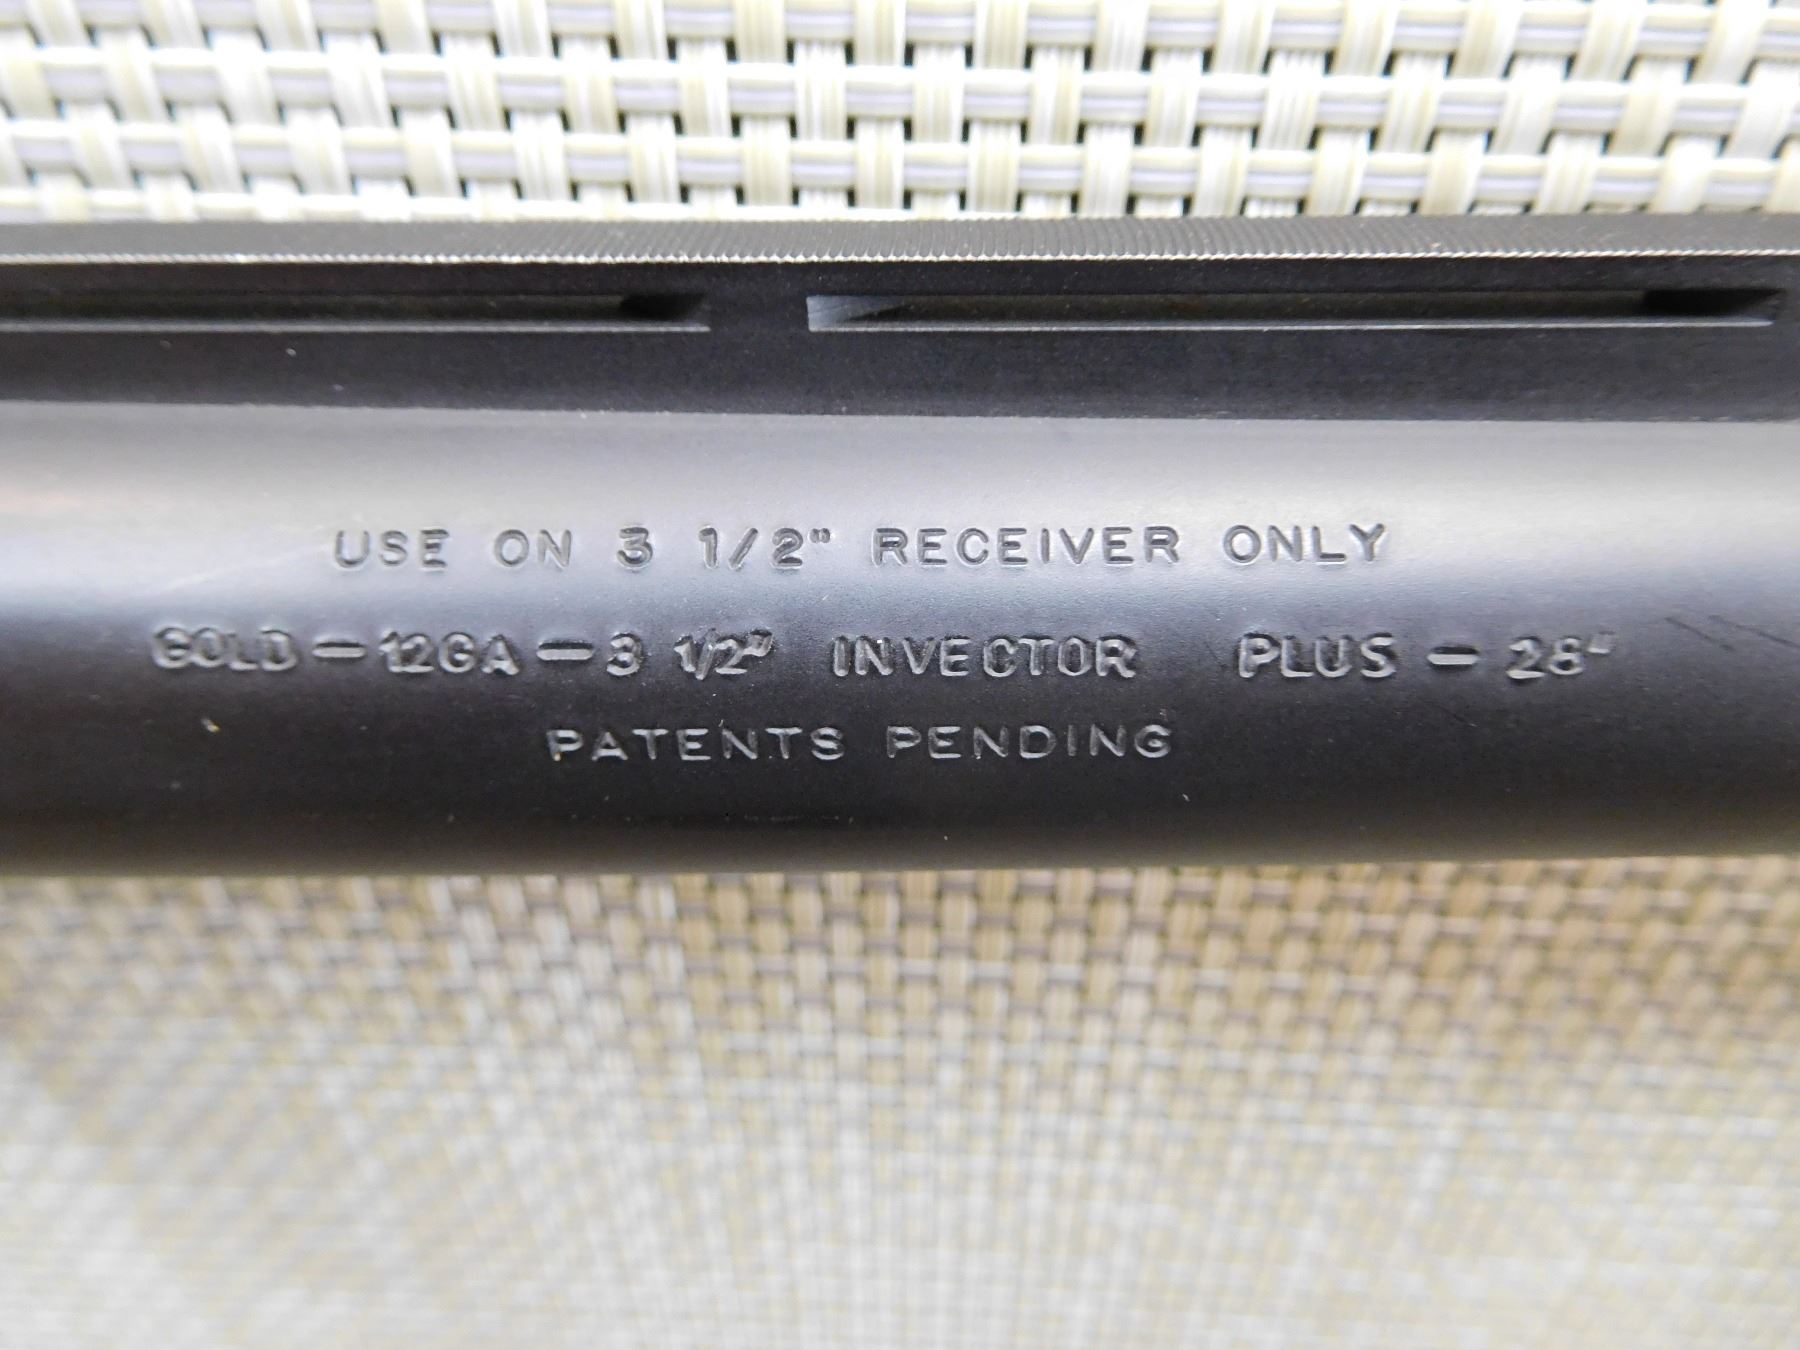 USE ON 3 1/2" RECEIVER ONLY
GOLD — 12GA — 3 1/2" INVECTOR PLUS — 28"
PATENTS PENDING